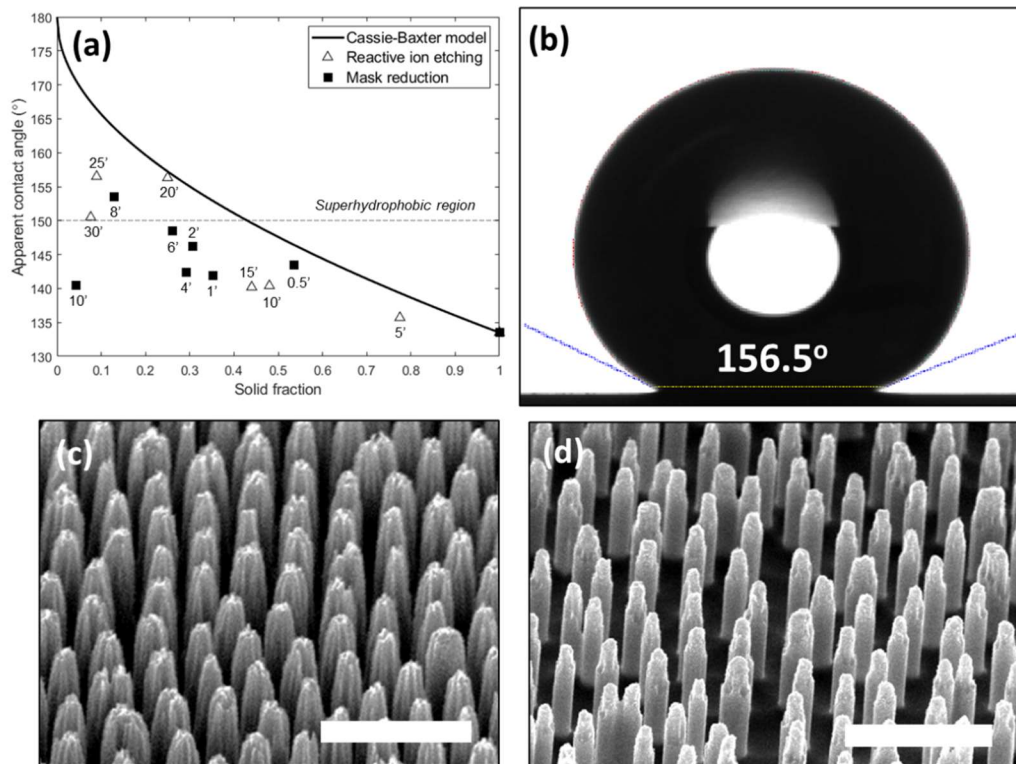 (a)
Cassie-Baxter model
Reactive ion etching
Mask reduction
180
175
170
165
160
155
150
145
140
135
130
Apparent contact angle (°)
25'
20'
8'
30'
Superhydrophobic region
6'
2'
4'
1'
15'
10'
0.5'
10'
5'
0 0.1 0.2 0.3 0.4 0.5 0.6 0.7 0.8 0.9 1
Solid fraction
(b)
156.5°
(c)
(d)